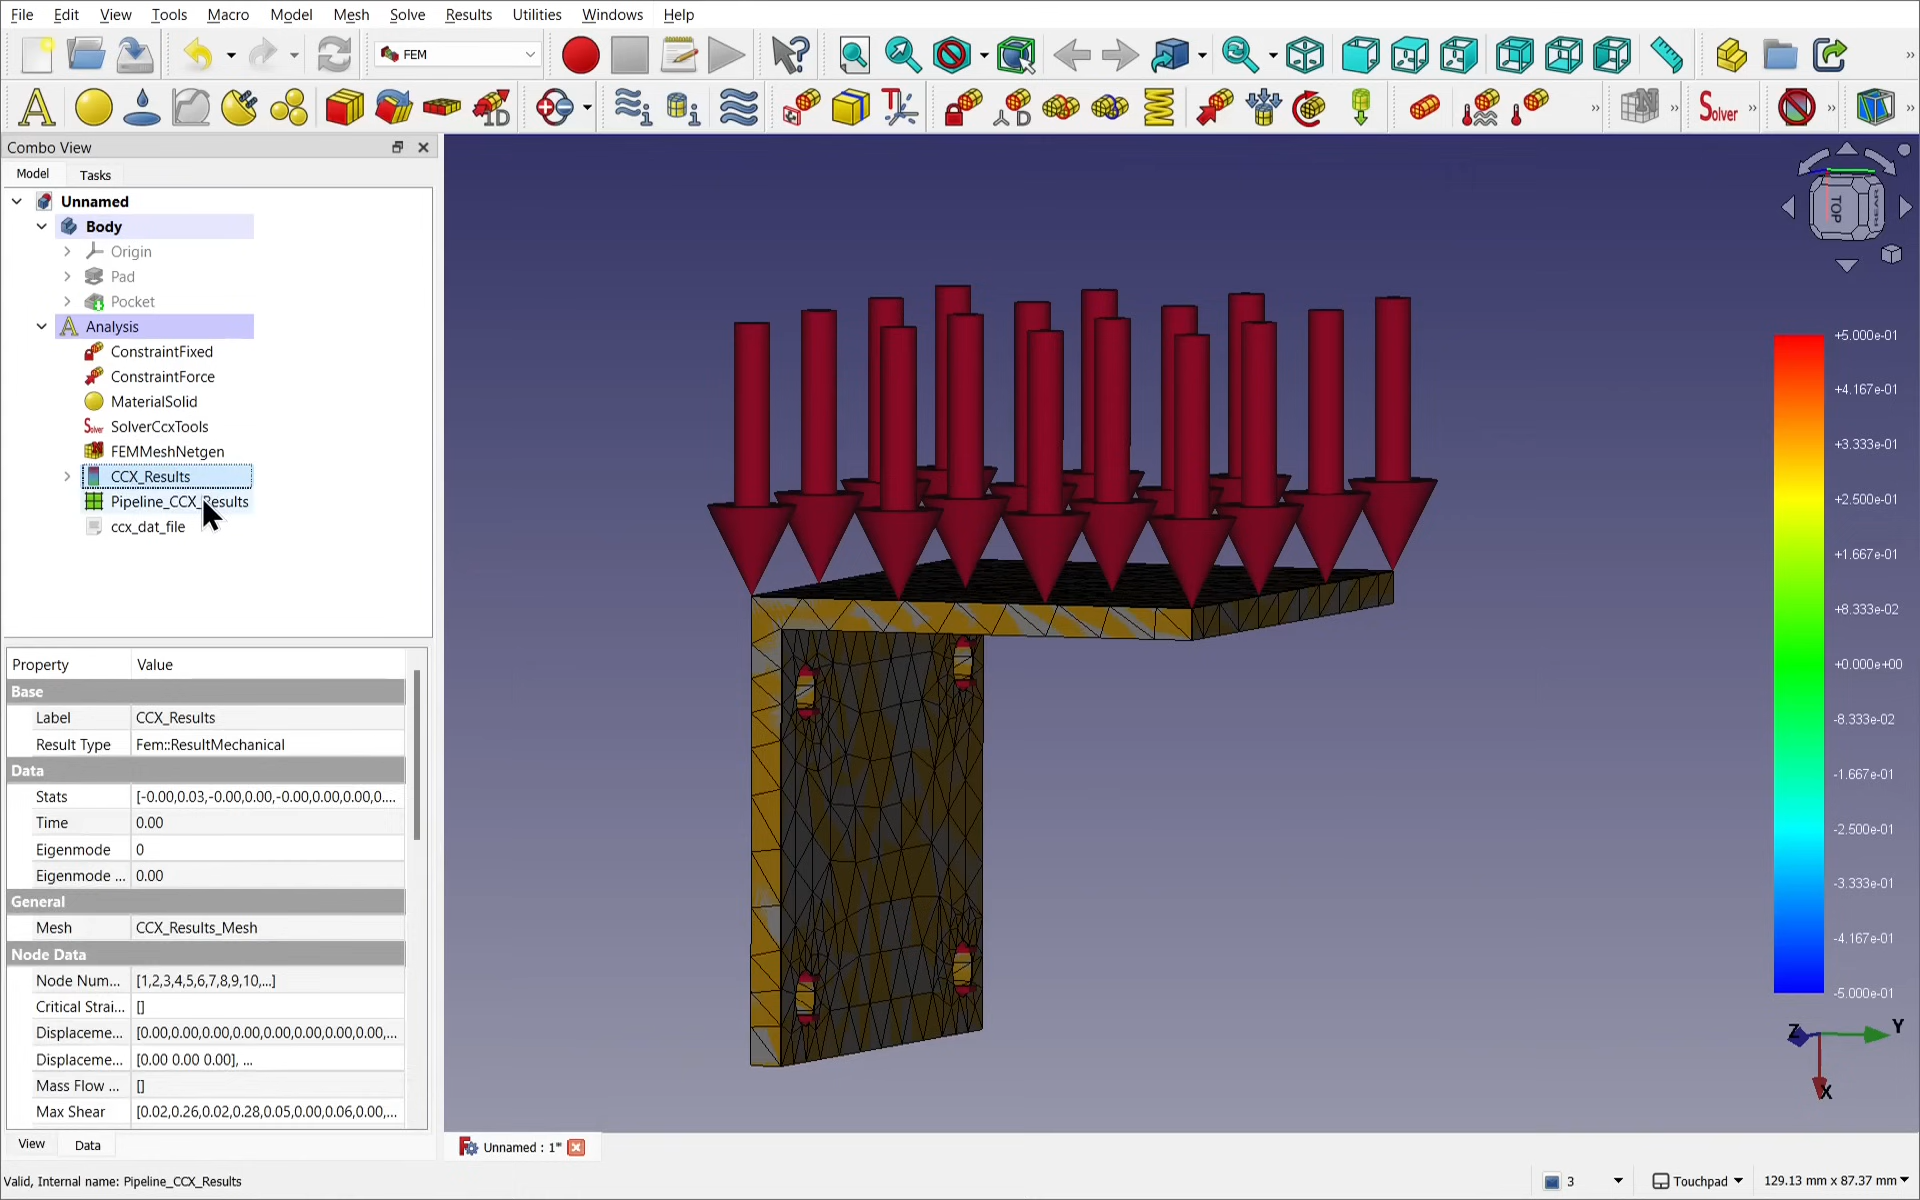 File Edit View Tools Macro Model Mesh Solve Results Utilities Windows Help
FEM
Solver
Combo View
Model Tasks
Unnamed
Body
Origin
Pad
Pocket
Analysis
ConstraintFixed
ConstraintForce
MaterialSolid
SolverCcxTools
FEMMeshNetgen
CCX_Results
Pipeline_CCX_Results
ccx_dat_file
Property Value
Base
Label CCX_Results
Result Type Fem::ResultMechanical
Data
Stats [-0.00,0.03,-0.00,0.00,-0.00,0.00,0.00,0....
Time 0.00
Eigenmode 0
Eigenmode ... 0.00
General
Mesh CCX_Results_Mesh
Node Data
Node Num... [1,2,3,4,5,6,7,8,9,10,...]
Critical Strai... []
Displaceme... [0.00,0.00,0.00,0.00,0.00,0.00,0.00,0.00,...
Displaceme... [0.00 0.00 0.00], ...
Mass Flow ... []
Max Shear [0.02,0.26,0.02,0.28,0.05,0.00,0.06,0.00,...
View Data
TOP
REAR
+5.000e-01
+4.167e-01
+3.333e-01
+2.500e-01
+1.667e-01
+8.333e-02
+0.000e+00
-8.333e-02
-1.667e-01
-2.500e-01
-3.333e-01
-4.167e-01
-5.000e-01
Z Y
X
Unnamed : 1*
Valid, Internal name: Pipeline_CCX_Results
3 Touchpad 129.13 mm x 87.37 mm